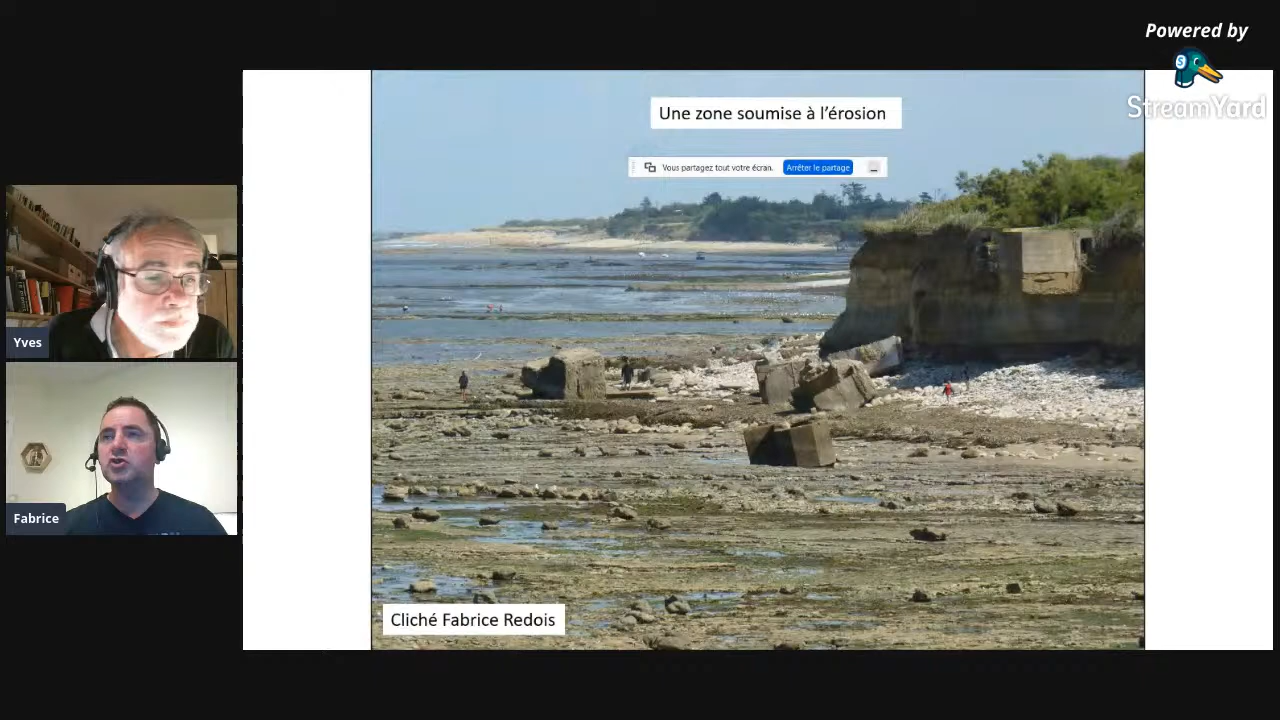 Powered by
StreamYard
Une zone soumise à l'érosion
Vous partagez tout votre écran.
Arrêter le partage
Yves
Fabrice
Cliché Fabrice Redois